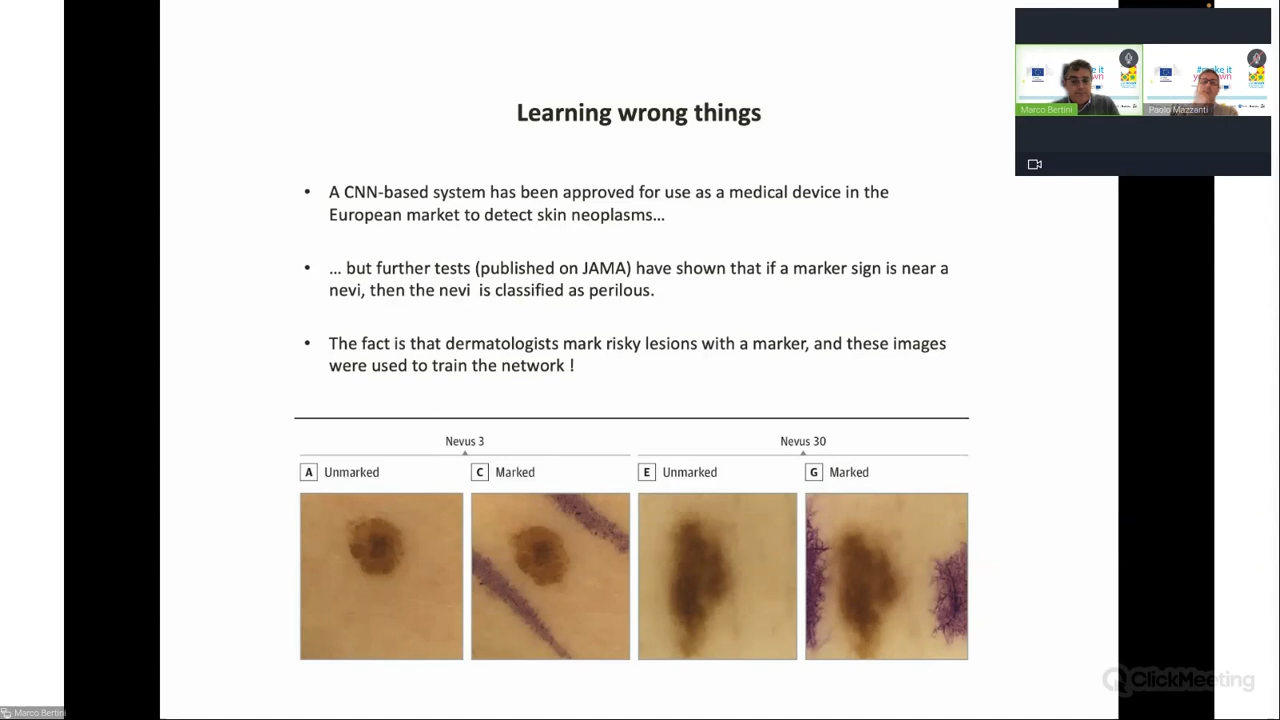 Learning wrong things
• A CNN-based system has been approved for use as a medical device in the
European market to detect skin neoplasms…
• … but further tests (published on JAMA) have shown that if a marker sign is near a
nevi, then the nevi is classified as perilous.
• The fact is that dermatologists mark risky lesions with a marker, and these images
were used to train the network !
Nevus 3
Nevus 30
A Unmarked
C Marked
E Unmarked
G Marked
Marco Bertini
Paolo Mazzanti
ClickMeeting
Marco Bertin